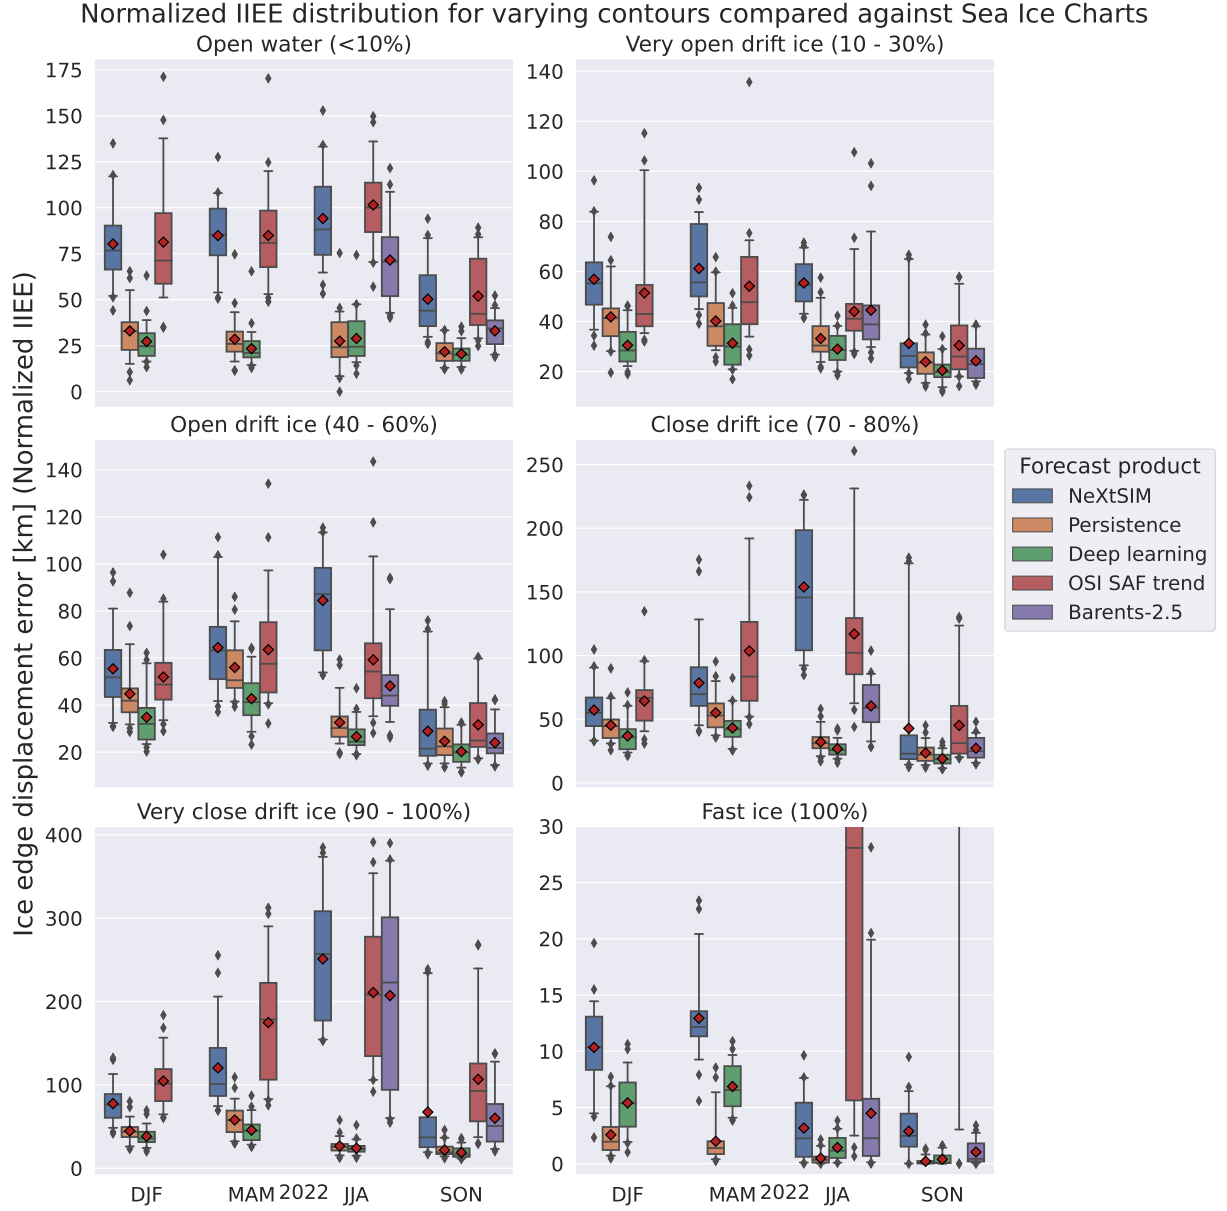 Normalized IIEE distribution for varying contours compared against Sea Ice Charts
Ice edge displacement error [km] (Normalized IIEE)
Open water (<10%)
175
150
125
100
75
50
25
0
Very open drift ice (10 - 30%)
140
120
100
80
60
40
20
Open drift ice (40 - 60%)
140
120
100
80
60
40
20
Close drift ice (70 - 80%)
250
200
150
100
50
0
Forecast product
NeXtSIM
Persistence
Deep learning
OSI SAF trend
Barents-2.5
Very close drift ice (90 - 100%)
400
300
200
100
0
DJF MAM 2022 JJA SON
Fast ice (100%)
30
25
20
15
10
5
0
DJF MAM 2022 JJA SON